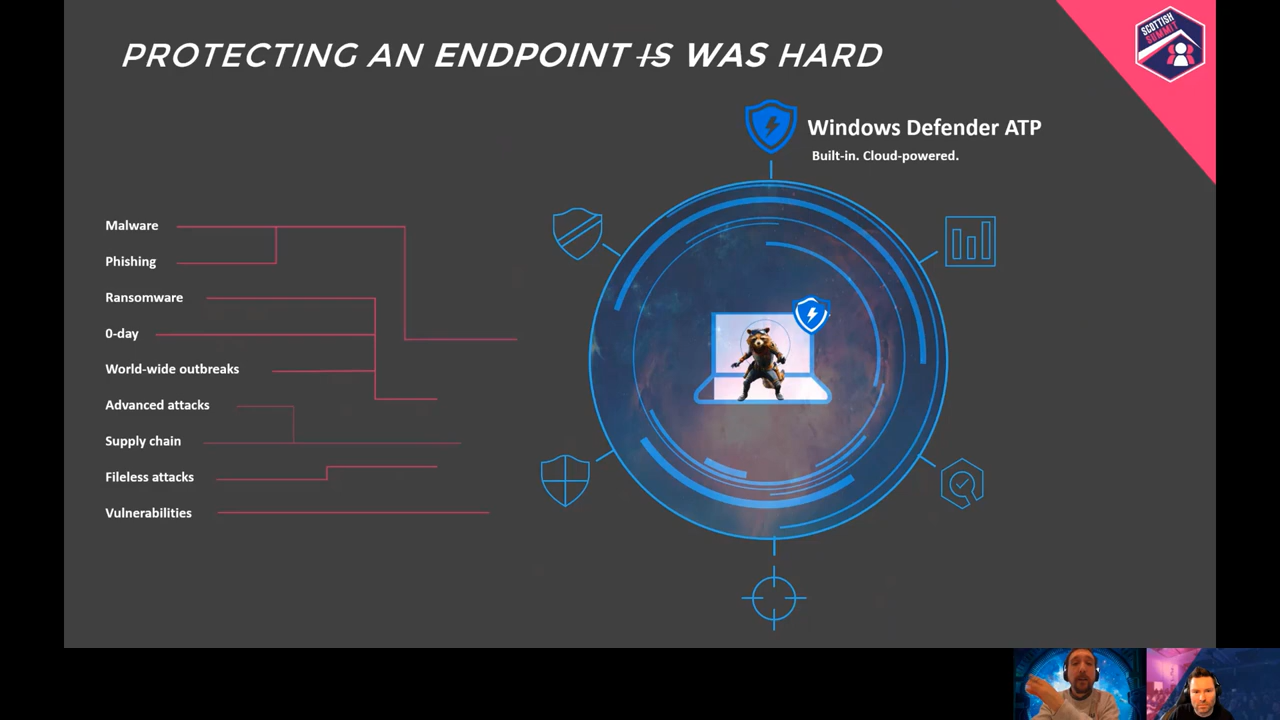 PROTECTING AN ENDPOINT IS WAS HARD
SCOTTISH
SUMMIT
Windows Defender ATP
Built-in. Cloud-powered.
Malware
Phishing
Ransomware
0-day
World-wide outbreaks
Advanced attacks
Supply chain
Fileless attacks
Vulnerabilities